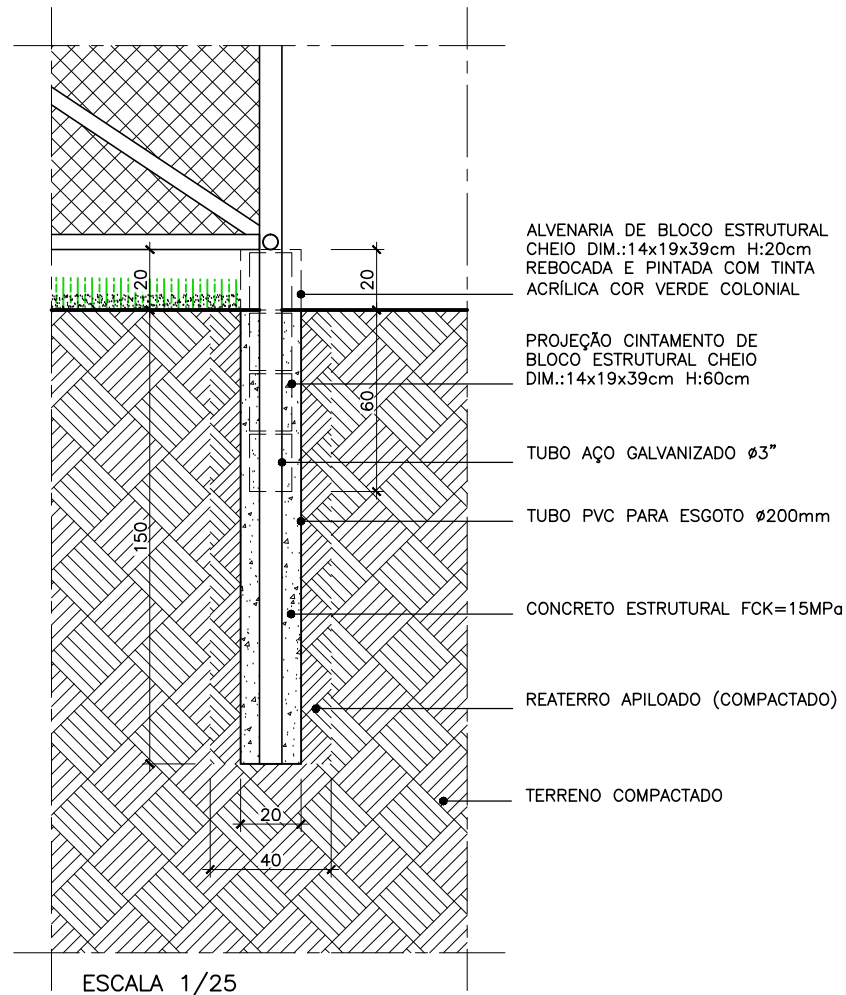 ALVENARIA DE BLOCO ESTRUTURAL
CHEIO DIM.:14x19x39cm H:20cm
REBOCADA E PINTADA COM TINTA
ACRÍLICA COR VERDE COLONIAL
20
20
PROJEÇÃO CINTAMENTO DE
BLOCO ESTRUTURAL CHEIO
DIM.:14x19x39cm H:60cm
60
TUBO AÇO GALVANIZADO ø3”
TUBO PVC PARA ESGOTO ø200mm
150
CONCRETO ESTRUTURAL FCK=15MPa
REATERRO APILOADO (COMPACTADO)
TERRENO COMPACTADO
20
40
ESCALA 1/25